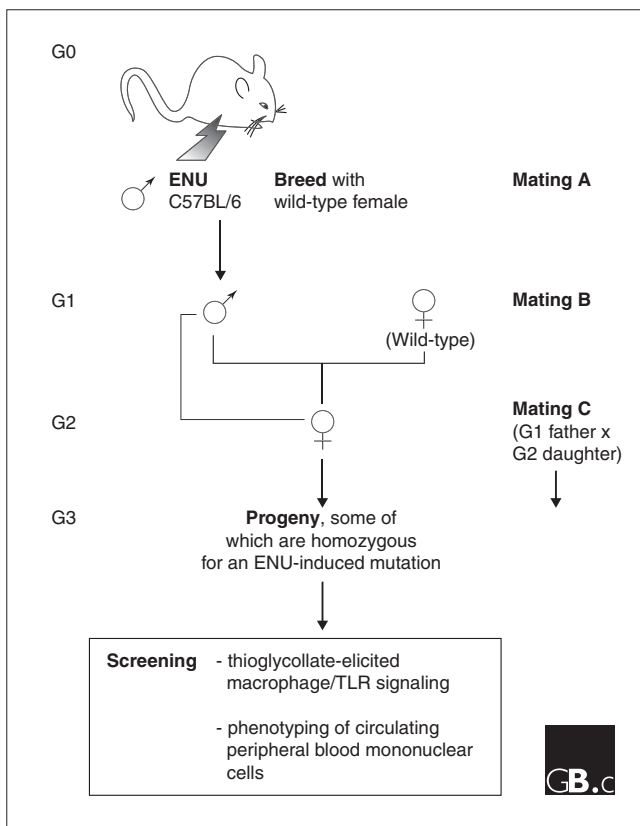 G0
ENU
C57BL/6
Breed with
wild-type female
Mating A
G1
(Wild-type)
Mating B
G2
Mating C
(G1 father x
G2 daughter)
G3
Progeny, some of
which are homozygous
for an ENU-induced mutation
Screening
- thioglycollate-elicited
macrophage/TLR signaling
- phenotyping of circulating
peripheral blood mononuclear
cells
GB.c